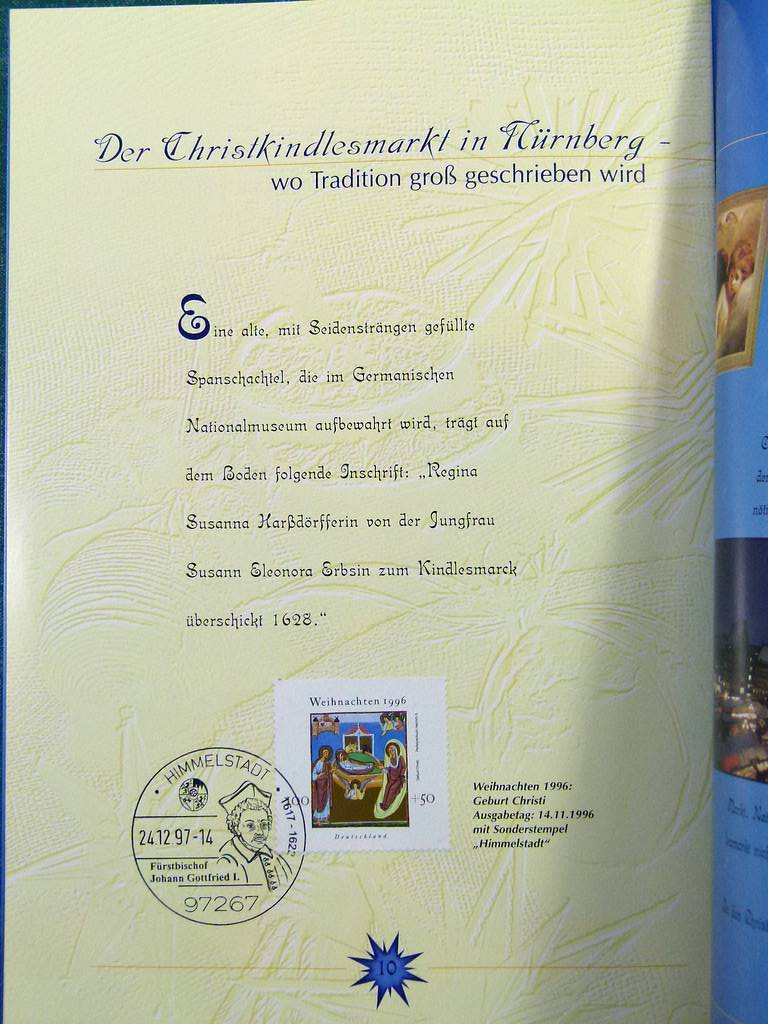 Der Christkindlesmarkt in Nürnberg -
wo Tradition groß geschrieben wird
Eine alte, mit Seidensträngen gefüllte
Spanschachtel, die im Germanischen
Nationalmuseum aufbewahrt wird, trägt auf
dem Boden folgende Inschrift: „Regina
Susanna Harßdörfferin von der Jungfrau
Susann Eleonora Erbsin zum Kindlesmarck
überschickt 1628."
Weihnachten 1996
+50
Deutschland
HIMMELSTADT
1617-1622
24.12.97-14
Fürstbischof
Johann Gottfried I.
97267
Weihnachten 1996:
Geburt Christi
Ausgabetag: 14.11.1996
mit Sonderstempel
„Himmelstadt"
10